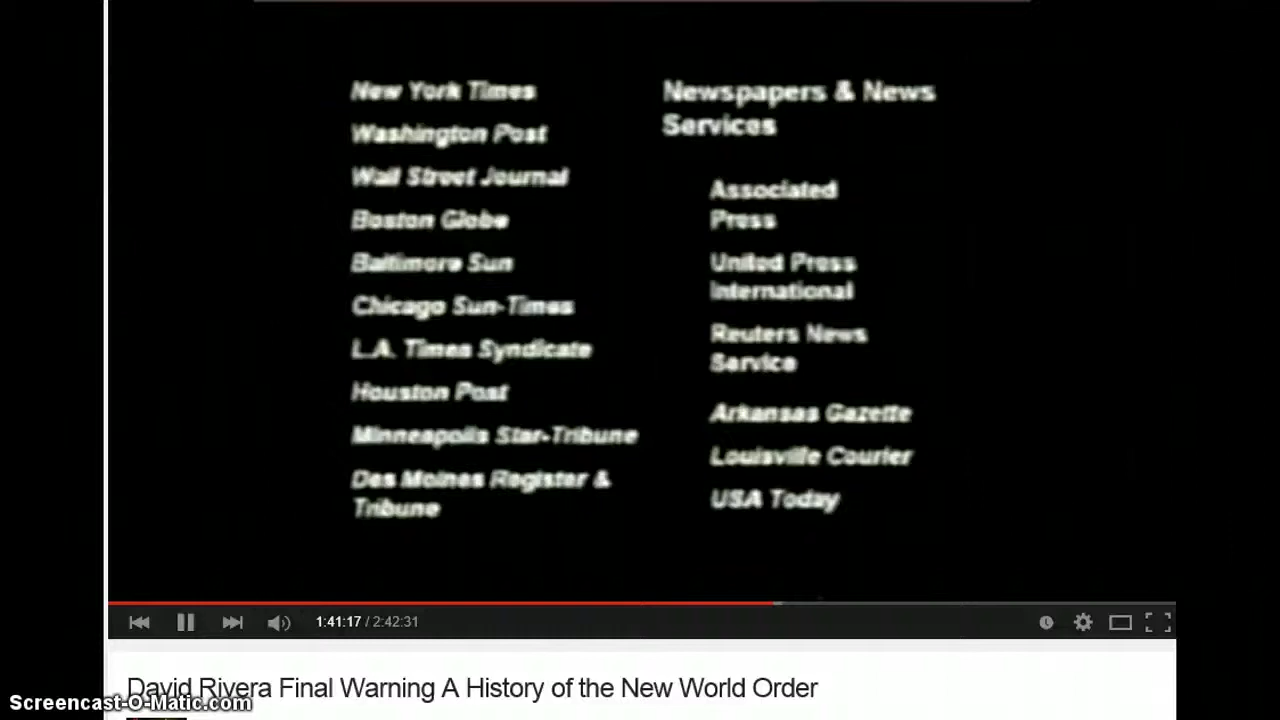 New York Times
Washington Post
Wall Street Journal
Boston Globe
Baltimore Sun
Chicago Sun-Times
L.A. Times Syndicate
Houston Post
Minneapolis Star-Tribune
Des Moines Register &
Tribune
Newspapers & News
Services
Associated
Press
United Press
International
Reuters News
Service
Arkansas Gazette
Louisville Courier
USA Today
1:41:17 / 2:42:31
David Rivera Final Warning A History of the New World Order
Screencast-O-Matic.com